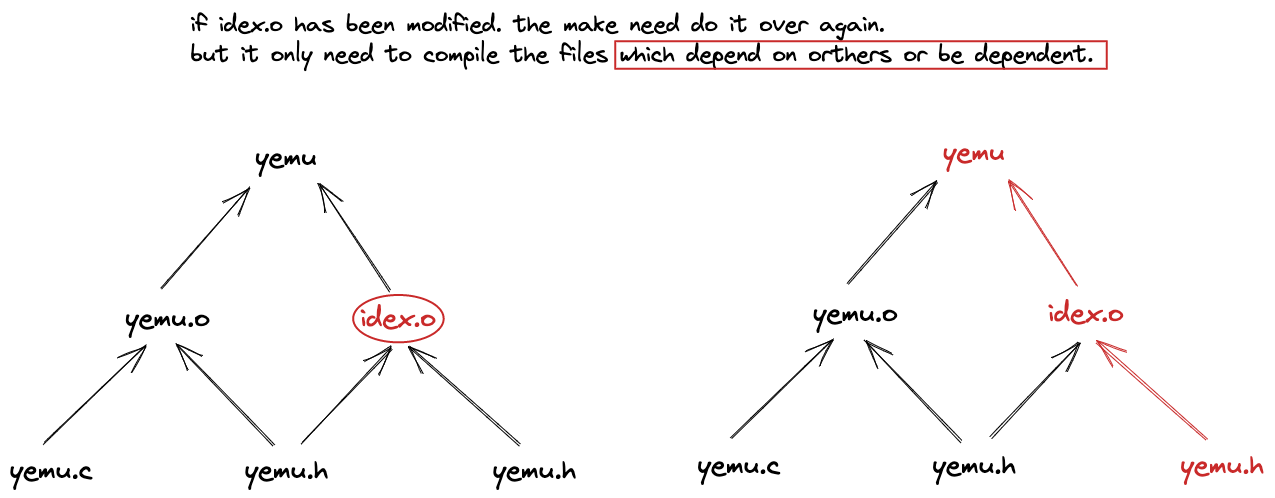 if idex.o has been modified. the make need do it over again.
but it only need to compile the files which depend on orthers or be dependent.
yemu
yemu
yemu.o
idex.o
yemu.o
idex.o
yemu.c
yemu.h
yemu.h
yemu.c
yemu.h
yemu.h